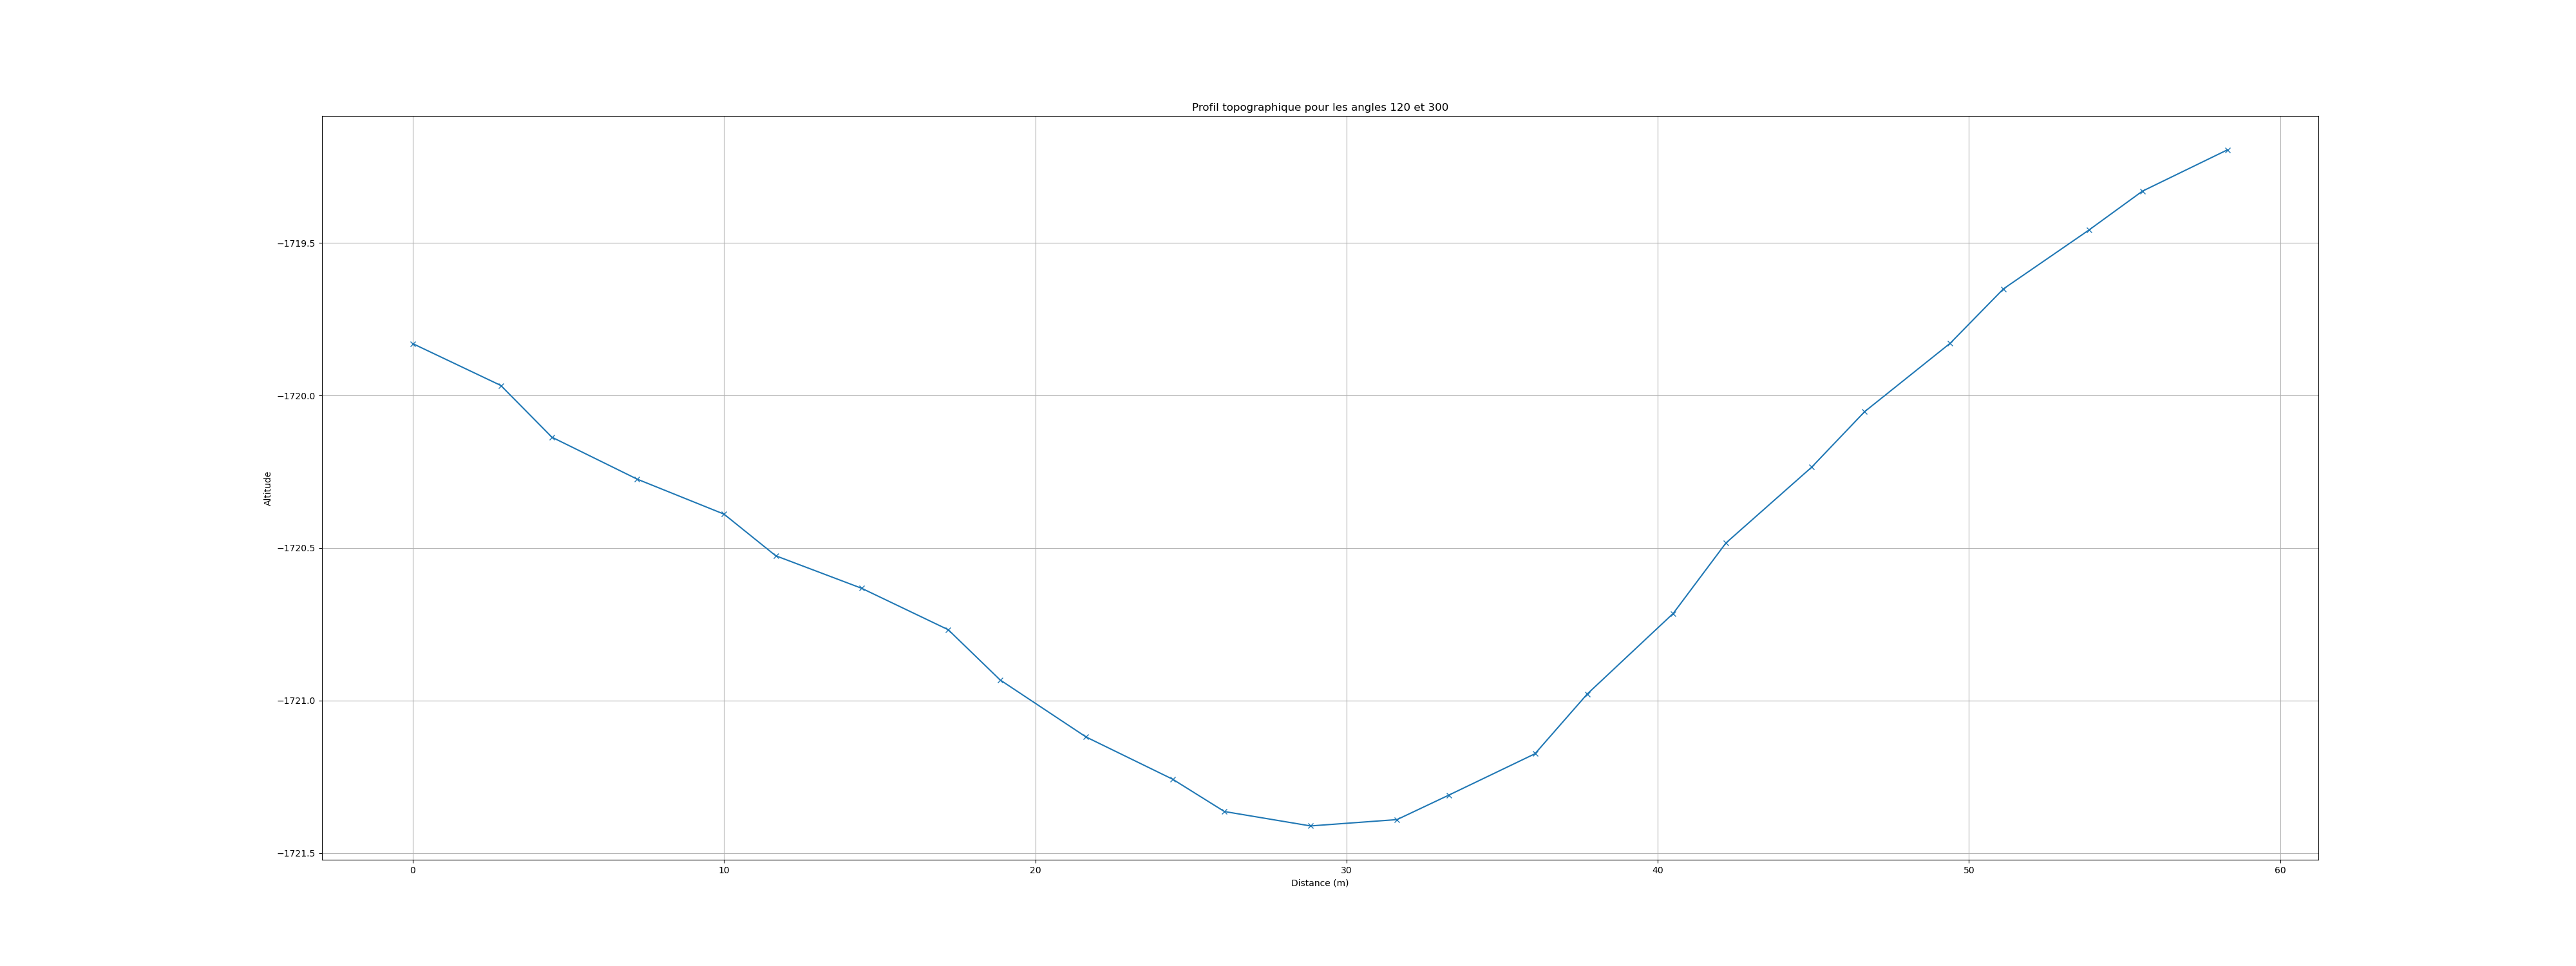 Profil topographique pour les angles 120 et 300
Altitude
−1719.5
−1720.0
−1720.5
−1721.0
−1721.5
0 10 20 30 40 50 60
Distance (m)